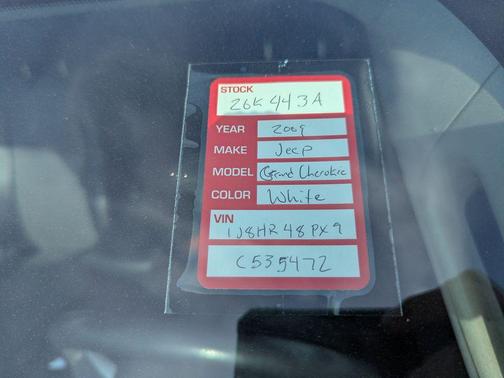 STOCK
26K443A
YEAR 2009
MAKE Jeep
MODEL Grand Cherokee
COLOR White
VIN
1J8HR48PX9
C535472